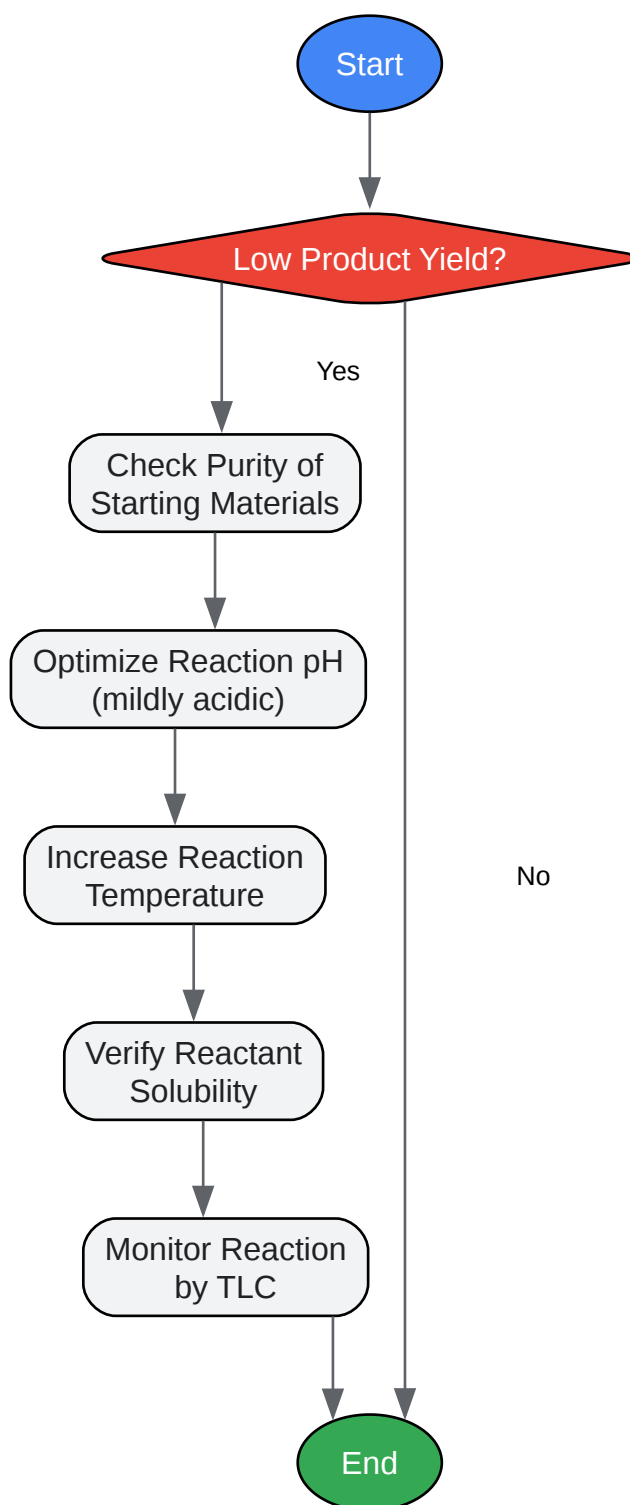 Start
Low Product Yield?
Yes
Check Purity of
Starting Materials
Optimize Reaction pH
(mildly acidic)
Increase Reaction
Temperature
No
Verify Reactant
Solubility
Monitor Reaction
by TLC
End